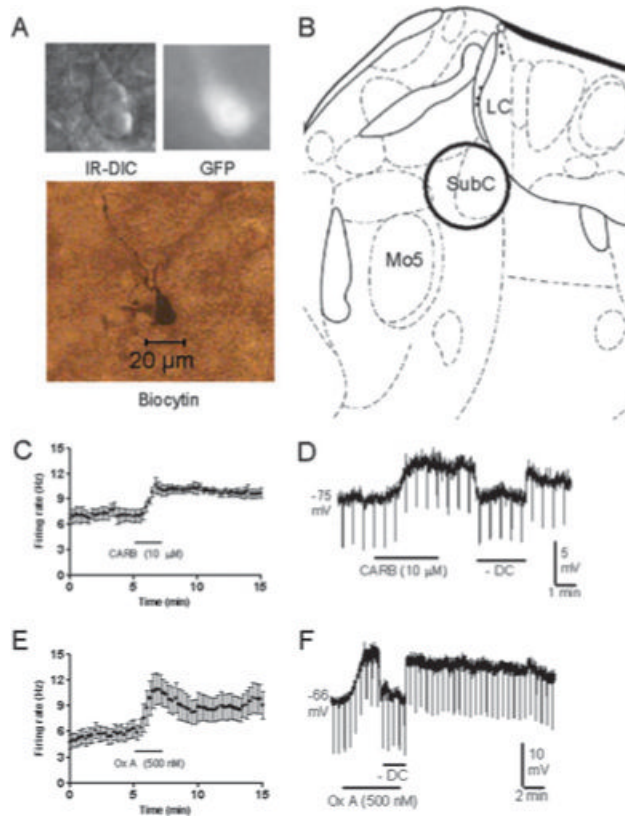 A
IR-DIC GFP
20 µm
Biocytin
B
LC
SubC
Mo5
C
Firing rate (Hz)
15
12
9
6
3
0
CARB (10 µM)
0 5 10 15
Time (min)
D
-75
mV
CARB (10 µM)
- DC
5
mV
1 min
E
Firing rate (Hz)
15
12
9
6
3
0
Ox A (500 nM)
0 5 10 15
Time (min)
F
-66
mV
- DC
Ox A (500 nM)
10
mV
2 min